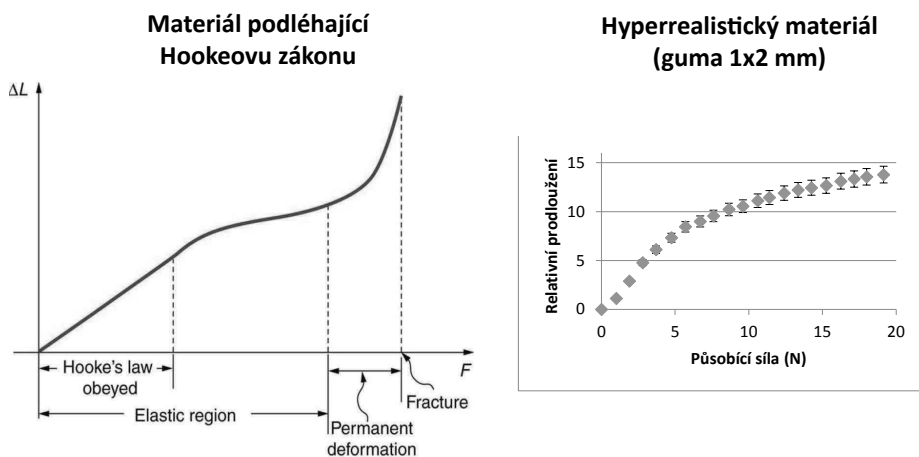 Materiál podléhající
Hookeovu zákonu
ΔL
Hooke's law
obeyed
F
Elastic region
Fracture
Permanent
deformation
Hyperrealistický materiál
(guma 1x2 mm)
Relativní prodloužení
15
10
5
0
0
5
10
15
20
Působící síla (N)